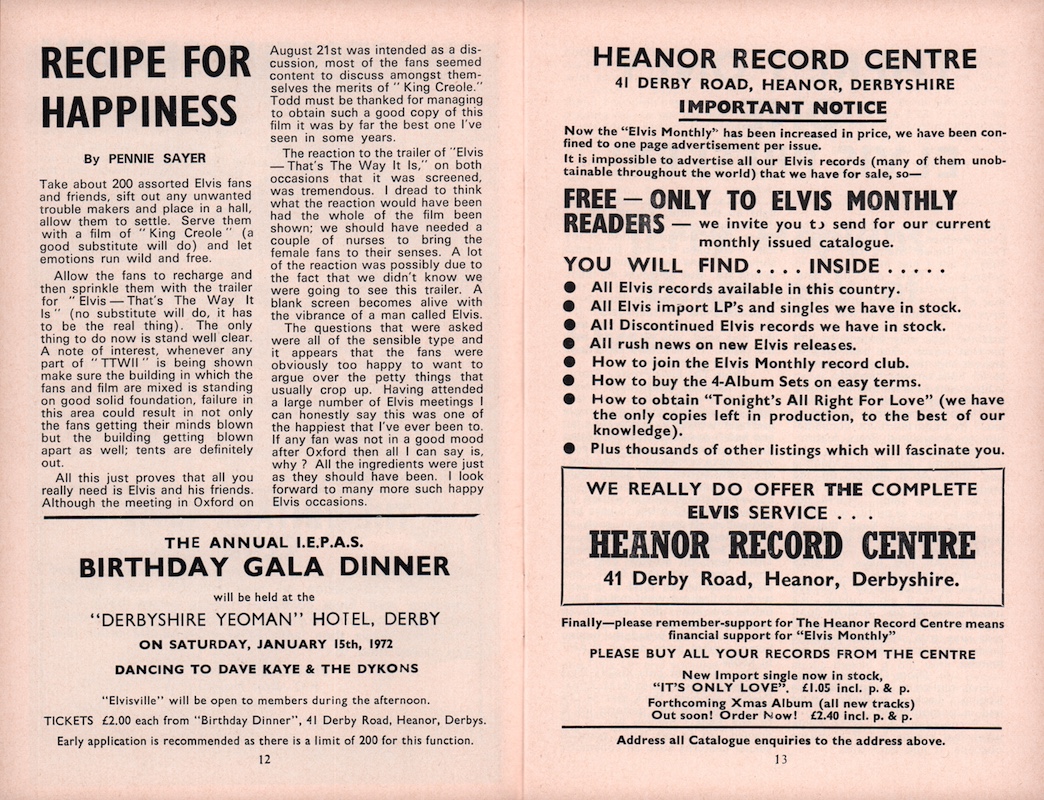 RECIPE FOR
HAPPINESS
By PENNIE SAYER
Take about 200 assorted Elvis fans
and friends, sift out any unwanted
trouble makers and place in a hall,
allow them to settle. Serve them
with a film of "King Creole" (a
good substitute will do) and let
emotions run wild and free.
Allow the fans to recharge and
then sprinkle them with the trailer
for "Elvis — That's The Way It
Is" (no substitute will do, it has
to be the real thing). The only
thing to do now is stand well clear.
A note of interest, whenever any
part of "TTWII" is being shown
make sure the building in which the
fans and film are mixed is standing
on good solid foundation, failure in
this area could result in not only
the fans getting their minds blown
but the building getting blown
apart as well; tents are definitely
out.
All this just proves that all you
really need is Elvis and his friends.
Although the meeting in Oxford on
August 21st was intended as a dis-
cussion, most of the fans seemed
content to discuss amongst them-
selves the merits of "King Creole."
Todd must be thanked for managing
to obtain such a good copy of this
film it was by far the best one I've
seen in some years.
The reaction to the trailer of "Elvis
—That's The Way It Is," on both
occasions that it was screened,
was tremendous. I dread to think
what the reaction would have been
had the whole of the film been
shown; we should have needed a
couple of nurses to bring the
female fans to their senses. A lot
of the reaction was possibly due to
the fact that we didn't know we
were going to see this trailer. A
blank screen becomes alive with
the vibrance of a man called Elvis.
The questions that were asked
were all of the sensible type and
it appears that the fans were
obviously too happy to want to
argue over the petty things that
usually crop up. Having attended
a large number of Elvis meetings I
can honestly say this was one of
the happiest that I've ever been to.
If any fan was not in a good mood
after Oxford then all I can say is,
why ? All the ingredients were just
as they should have been. I look
forward to many more such happy
Elvis occasions.
THE ANNUAL I.E.P.A.S.
BIRTHDAY GALA DINNER
will be held at the
"DERBYSHIRE YEOMAN" HOTEL, DERBY
ON SATURDAY, JANUARY 15th, 1972
DANCING TO DAVE KAYE & THE DYKONS
"Elvisville" will be open to members during the afternoon.
TICKETS £2.00 each from "Birthday Dinner", 41 Derby Road, Heanor, Derbys.
Early application is recommended as there is a limit of 200 for this function.
12
HEANOR RECORD CENTRE
41 DERBY ROAD, HEANOR, DERBYSHIRE
IMPORTANT NOTICE
Now the "Elvis Monthly" has been increased in price, we have been con-
fined to one page advertisement per issue.
It is impossible to advertise all our Elvis records (many of them unob-
tainable throughout the world) that we have for sale, so—
FREE — ONLY TO ELVIS MONTHLY
READERS — we invite you to send for our current
monthly issued catalogue.
YOU WILL FIND .... INSIDE .....
● All Elvis records available in this country.
● All Elvis import LP's and singles we have in stock.
● All Discontinued Elvis records we have in stock.
● All rush news on new Elvis releases.
● How to join the Elvis Monthly record club.
● How to buy the 4-Album Sets on easy terms.
● How to obtain "Tonight's All Right For Love" (we have
the only copies left in production, to the best of our
knowledge).
● Plus thousands of other listings which will fascinate you.
WE REALLY DO OFFER THE COMPLETE
ELVIS SERVICE . . .
HEANOR RECORD CENTRE
41 Derby Road, Heanor, Derbyshire.
Finally—please remember-support for The Heanor Record Centre means
financial support for "Elvis Monthly"
PLEASE BUY ALL YOUR RECORDS FROM THE CENTRE
New Import single now in stock,
"IT'S ONLY LOVE". £1.05 incl. p. & p.
Forthcoming Xmas Album (all new tracks)
Out soon! Order Now! £2.40 incl. p. & p.
Address all Catalogue enquiries to the address above.
13